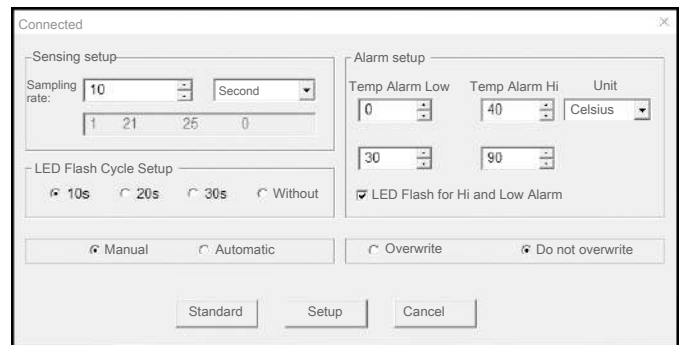 Connected
Sensing setup
Sampling rate:
10
Second
1 21 25 0
LED Flash Cycle Setup
10s 20s 30s Without
Manual Automatic
Alarm setup
Temp Alarm Low Temp Alarm Hi Unit
0 40 Celsius
30 90
LED Flash for Hi and Low Alarm
Overwrite Do not overwrite
Standard Setup Cancel